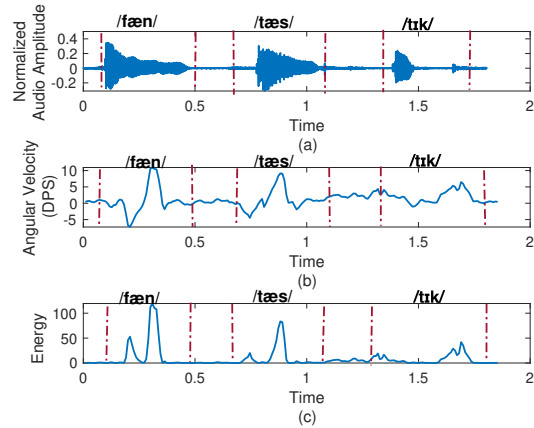 /fæn/ /tæs/ /tɪk/
Normalized
Audio Amplitude
0.4
0.2
0
-0.2
0 0.5 1 1.5 2
Time
(a)
/fæn/ /tæs/ /tɪk/
Angular Velocity
(DPS)
10
5
0
-5
0 0.5 1 1.5 2
Time
(b)
/fæn/ /tæs/ /tɪk/
Energy
100
50
0
0 0.5 1 1.5 2
Time
(c)